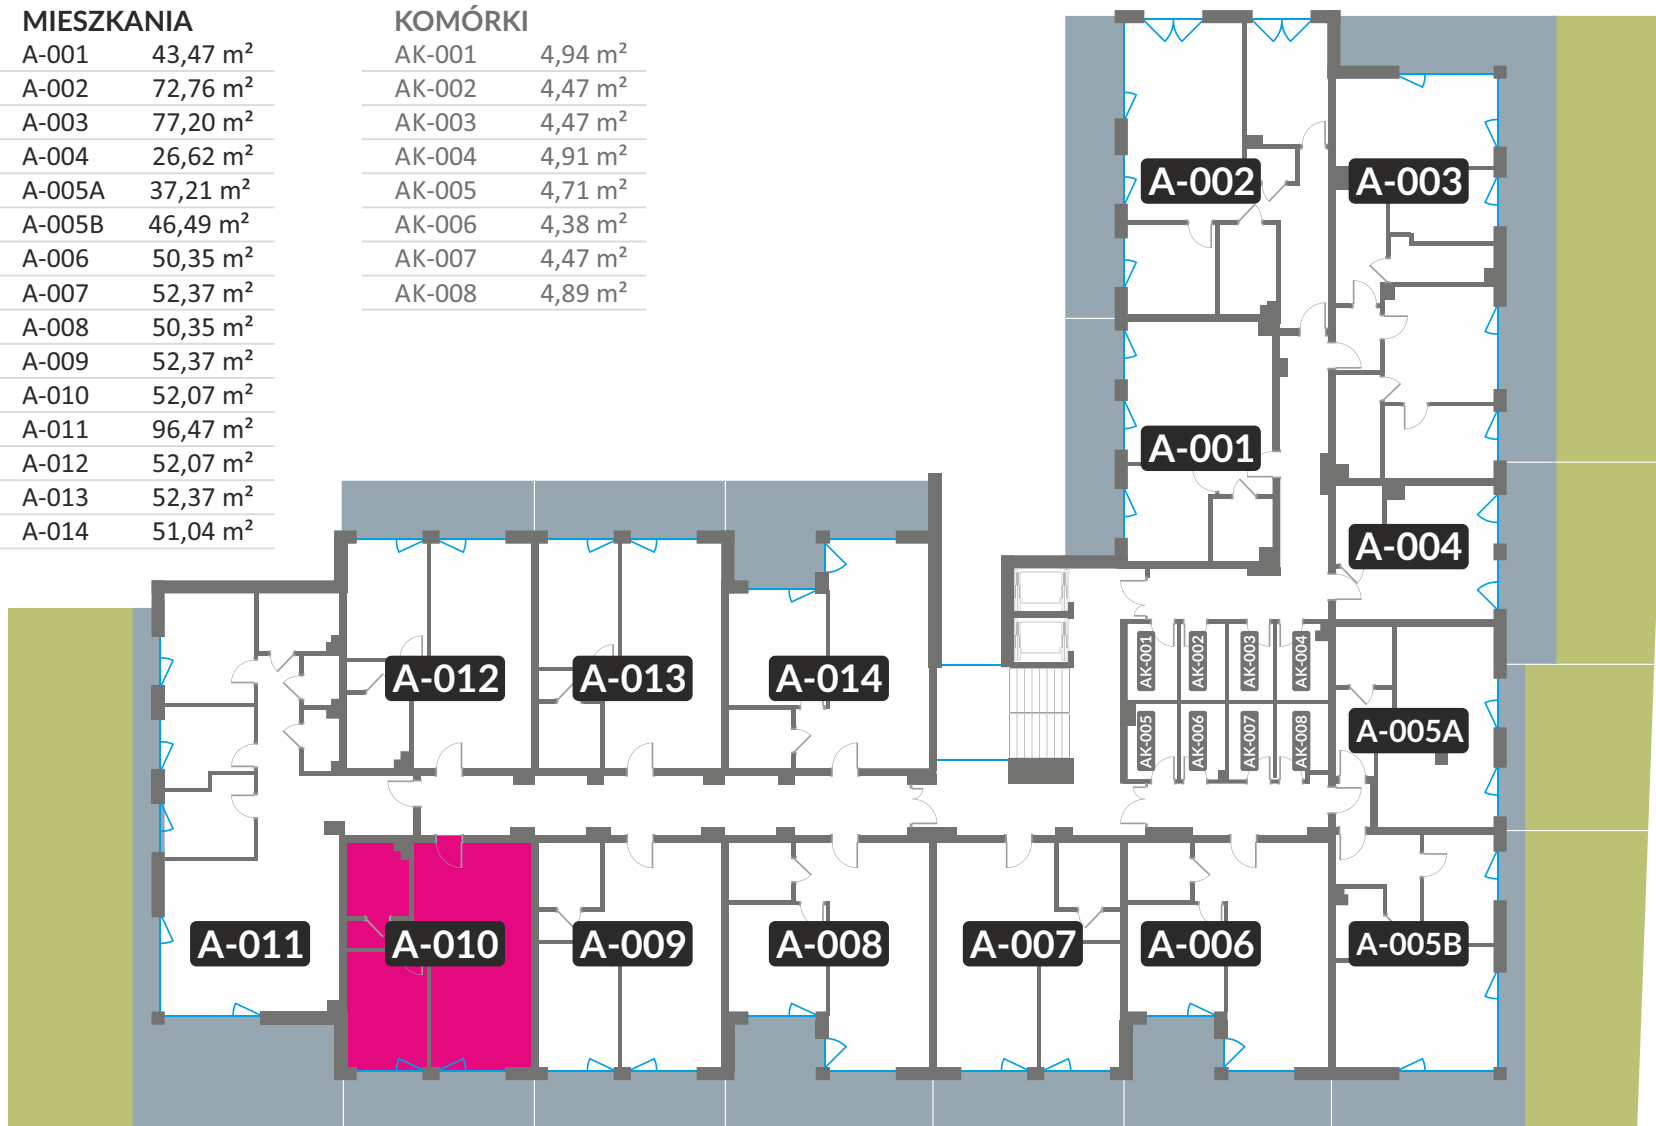 MIESZKANIA
A-001 43,47 m²
A-002 72,76 m²
A-003 77,20 m²
A-004 26,62 m²
A-005A 37,21 m²
A-005B 46,49 m²
A-006 50,35 m²
A-007 52,37 m²
A-008 50,35 m²
A-009 52,37 m²
A-010 52,07 m²
A-011 96,47 m²
A-012 52,07 m²
A-013 52,37 m²
A-014 51,04 m²
KOMÓRKI
AK-001 4,94 m²
AK-002 4,47 m²
AK-003 4,47 m²
AK-004 4,91 m²
AK-005 4,71 m²
AK-006 4,38 m²
AK-007 4,47 m²
AK-008 4,89 m²
A-002
A-003
A-001
A-004
AK-001
AK-002
AK-003
AK-004
A-012
A-013
A-014
AK-005
AK-006
AK-007
AK-008
A-005A
A-011
A-010
A-009
A-008
A-007
A-006
A-005B